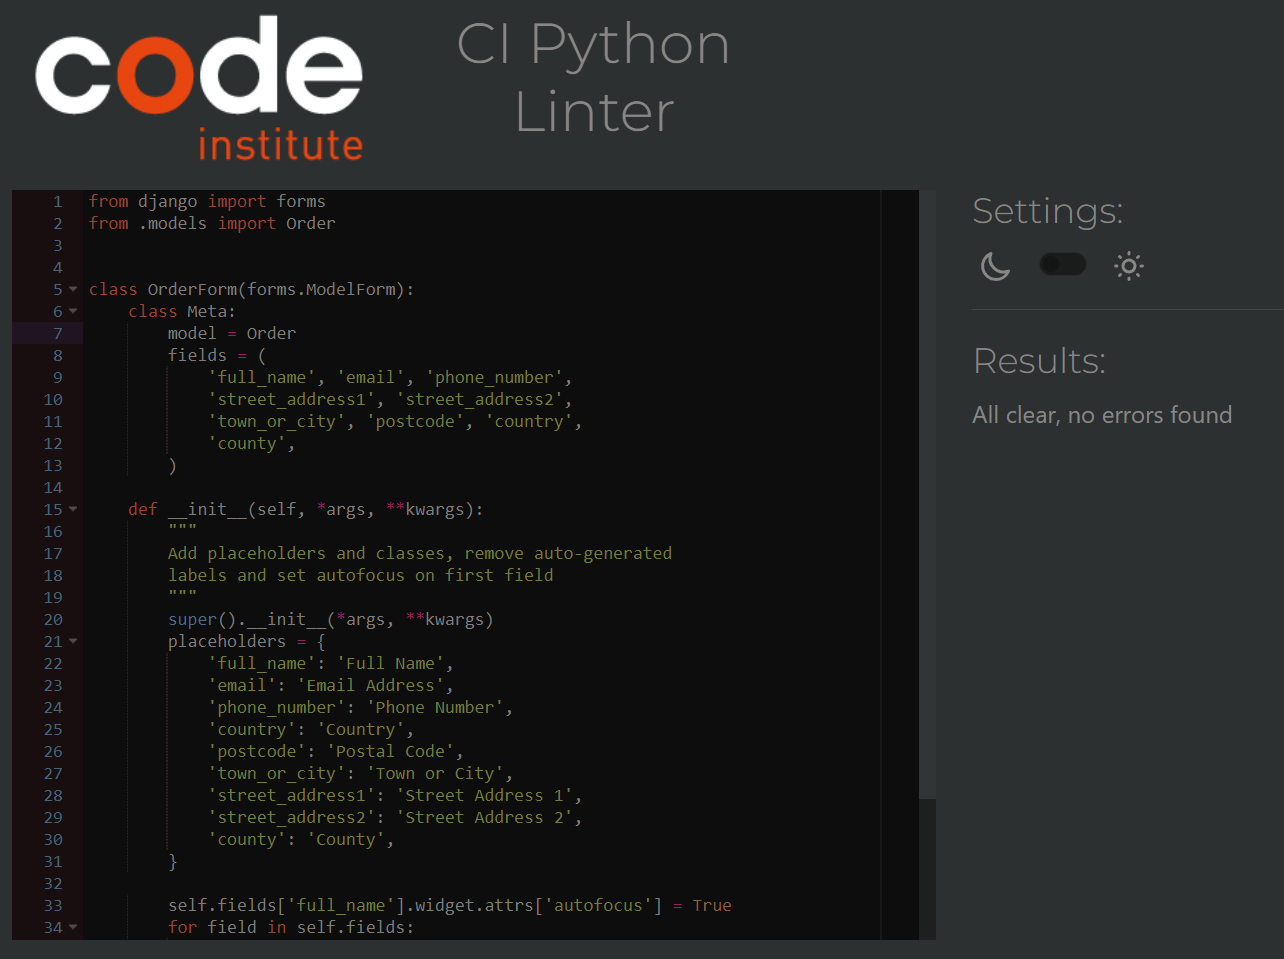 code
institute
CI Python
Linter
1 from django import forms
2 from .models import Order
3
4
5 class OrderForm(forms.ModelForm):
6     class Meta:
7         model = Order
8         fields = (
9             'full_name', 'email', 'phone_number',
10             'street_address1', 'street_address2',
11             'town_or_city', 'postcode', 'country',
12             'county',
13         )
14
15     def __init__(self, *args, **kwargs):
16         """
17         Add placeholders and classes, remove auto-generated
18         labels and set autofocus on first field
19         """
20         super().__init__(*args, **kwargs)
21         placeholders = {
22             'full_name': 'Full Name',
23             'email': 'Email Address',
24             'phone_number': 'Phone Number',
25             'country': 'Country',
26             'postcode': 'Postal Code',
27             'town_or_city': 'Town or City',
28             'street_address1': 'Street Address 1',
29             'street_address2': 'Street Address 2',
30             'county': 'County',
31         }
32
33         self.fields['full_name'].widget.attrs['autofocus'] = True
34         for field in self.fields:
Settings:
Results:
All clear, no errors found